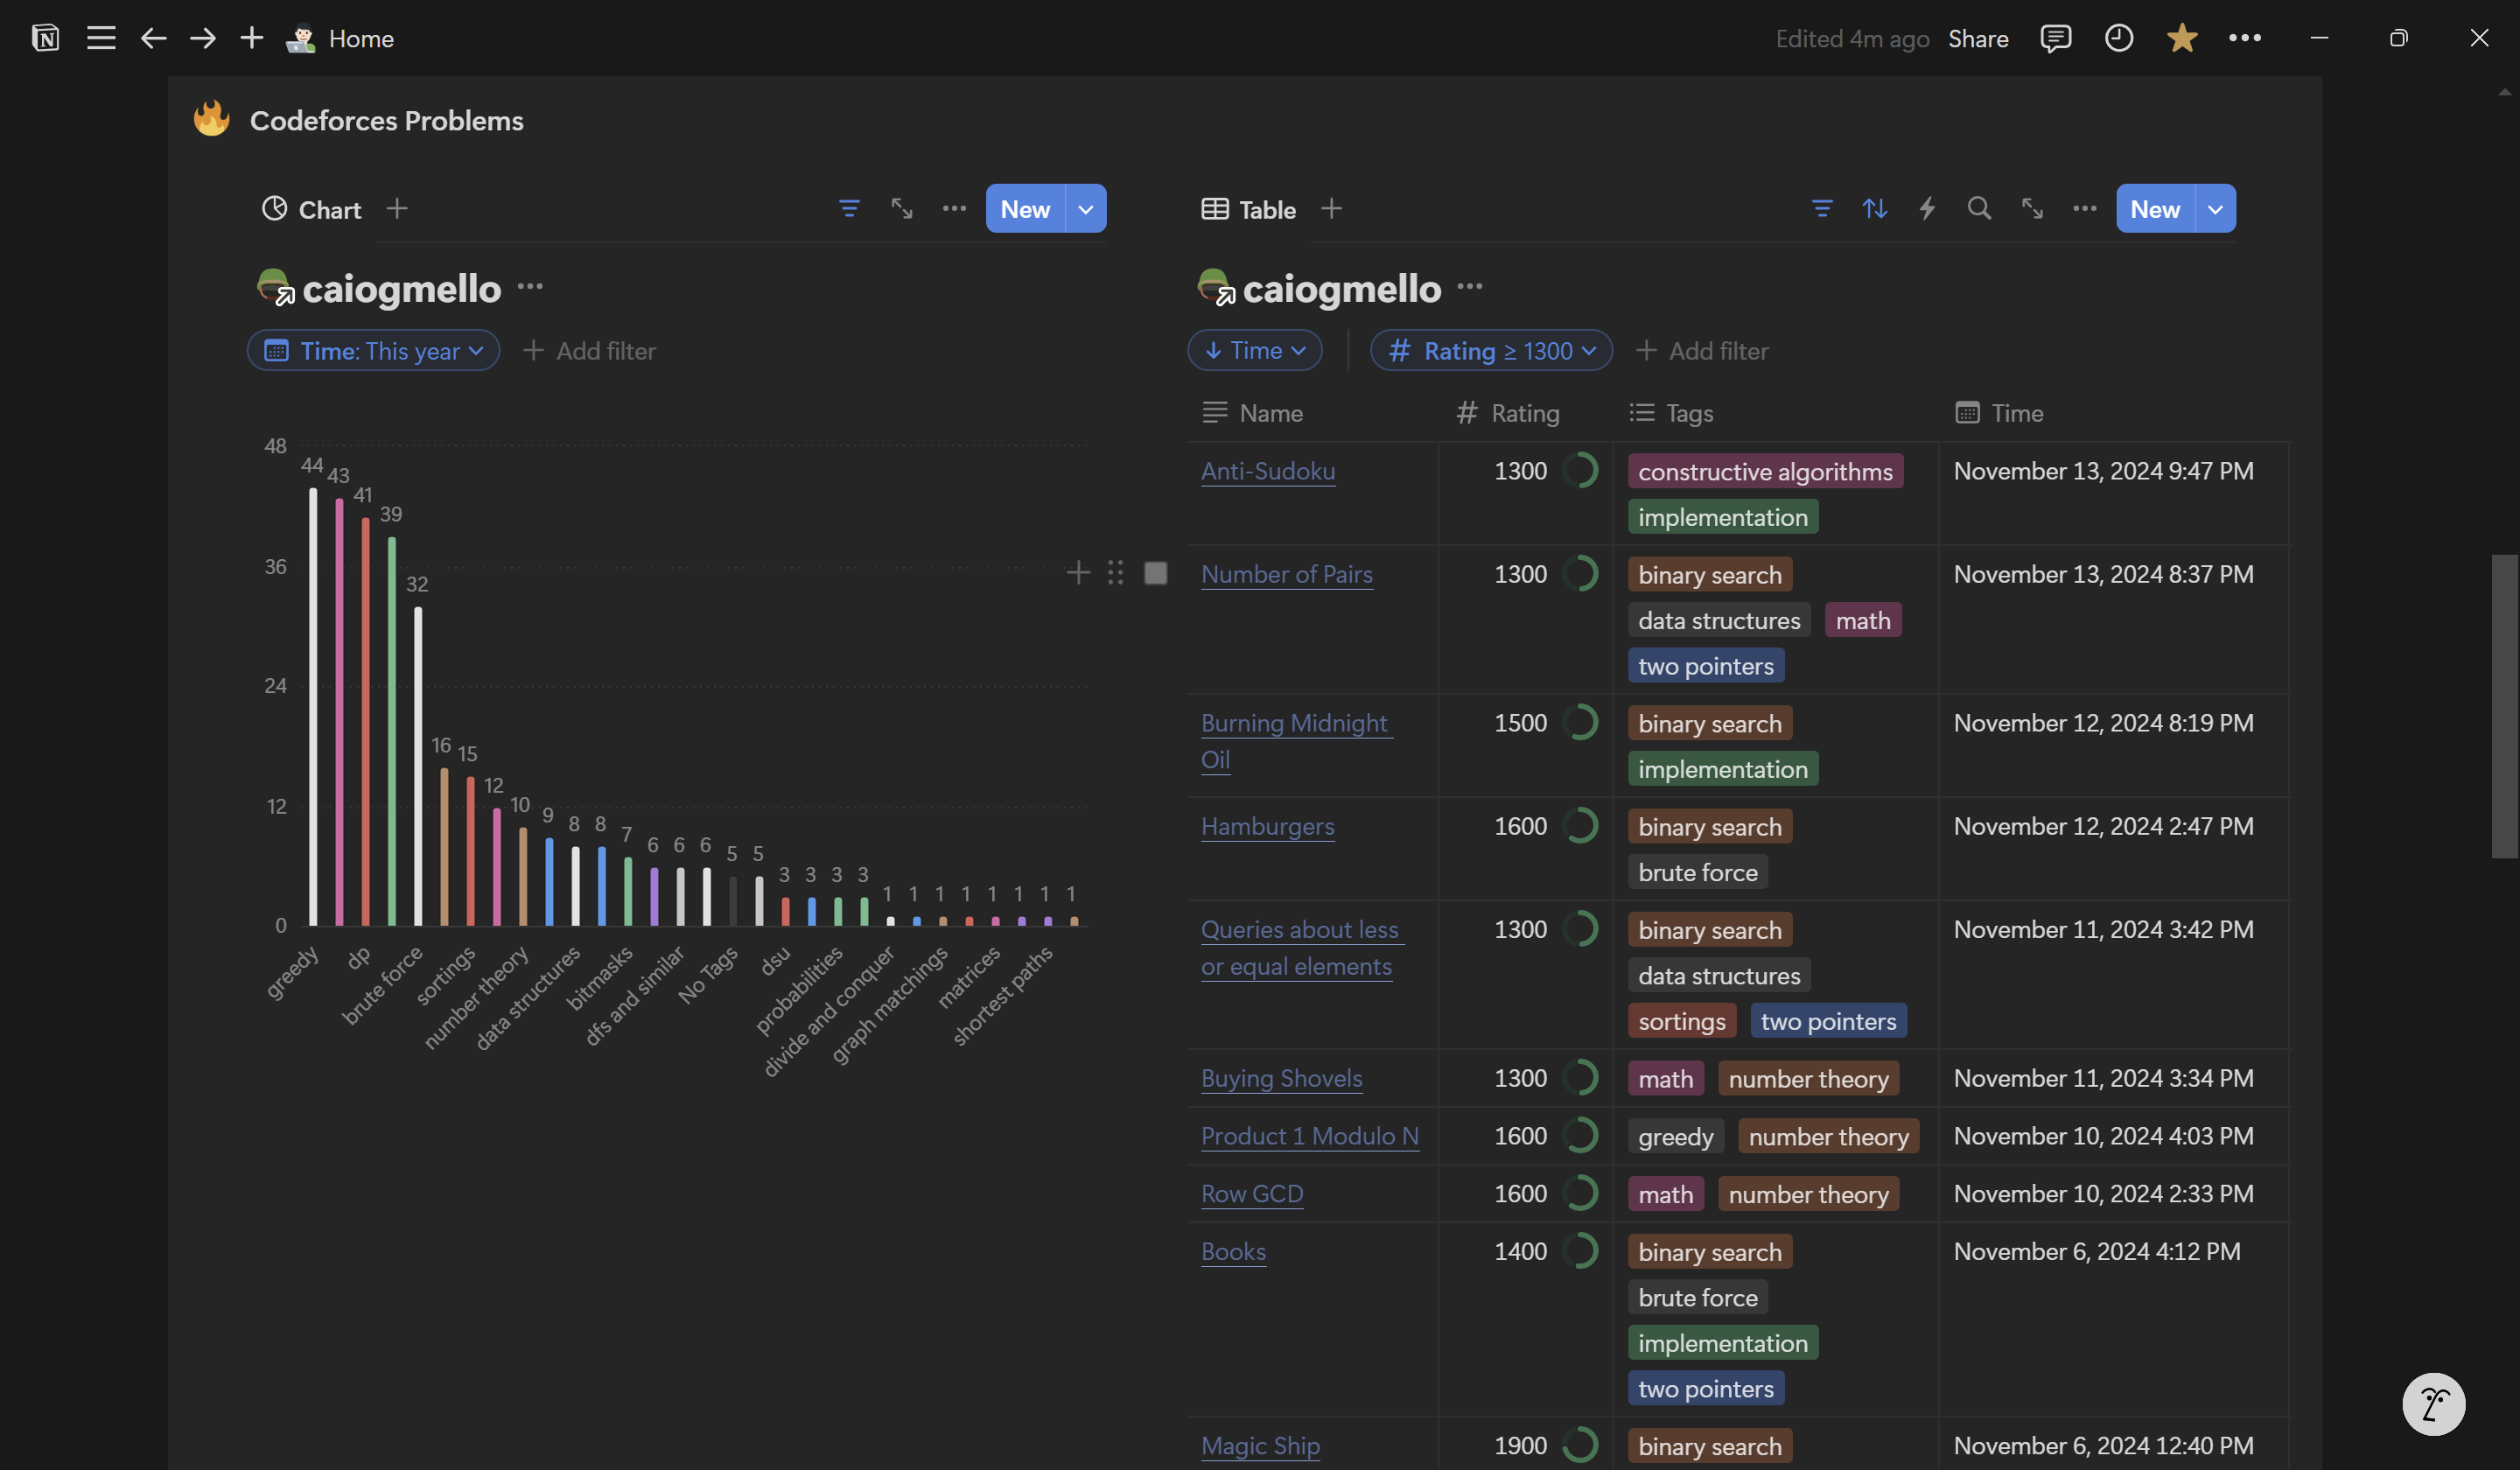 Home
Edited 4m ago
Share
Codeforces Problems
Chart
New
caiogmello
Time: This year
Add filter
48
36
24
12
0
44
43
41
39
32
16
15
12
10
9
8
8
7
6
6
6
5
5
3
3
3
3
1
1
1
1
1
1
1
1
greedy
dp
brute force
sortings
number theory
data structures
bitmasks
dfs and similar
No Tags
dsu
probabilities
divide and conquer
graph matchings
matrices
shortest paths
Table
New
caiogmello
Time
Rating ≥ 1300
Add filter
Name
# Rating
Tags
Time
Anti-Sudoku
1300
constructive algorithms
implementation
November 13, 2024 9:47 PM
Number of Pairs
1300
binary search
data structures math
two pointers
November 13, 2024 8:37 PM
Burning Midnight
Oil
1500
binary search
implementation
November 12, 2024 8:19 PM
Hamburgers
1600
binary search
brute force
November 12, 2024 2:47 PM
Queries about less
or equal elements
1300
binary search
data structures
sortings two pointers
November 11, 2024 3:42 PM
Buying Shovels
1300
math number theory
November 11, 2024 3:34 PM
Product 1 Modulo N
1600
greedy number theory
November 10, 2024 4:03 PM
Row GCD
1600
math number theory
November 10, 2024 2:33 PM
Books
1400
binary search
brute force
implementation
two pointers
November 6, 2024 4:12 PM
Magic Ship
1900
binary search
November 6, 2024 12:40 PM